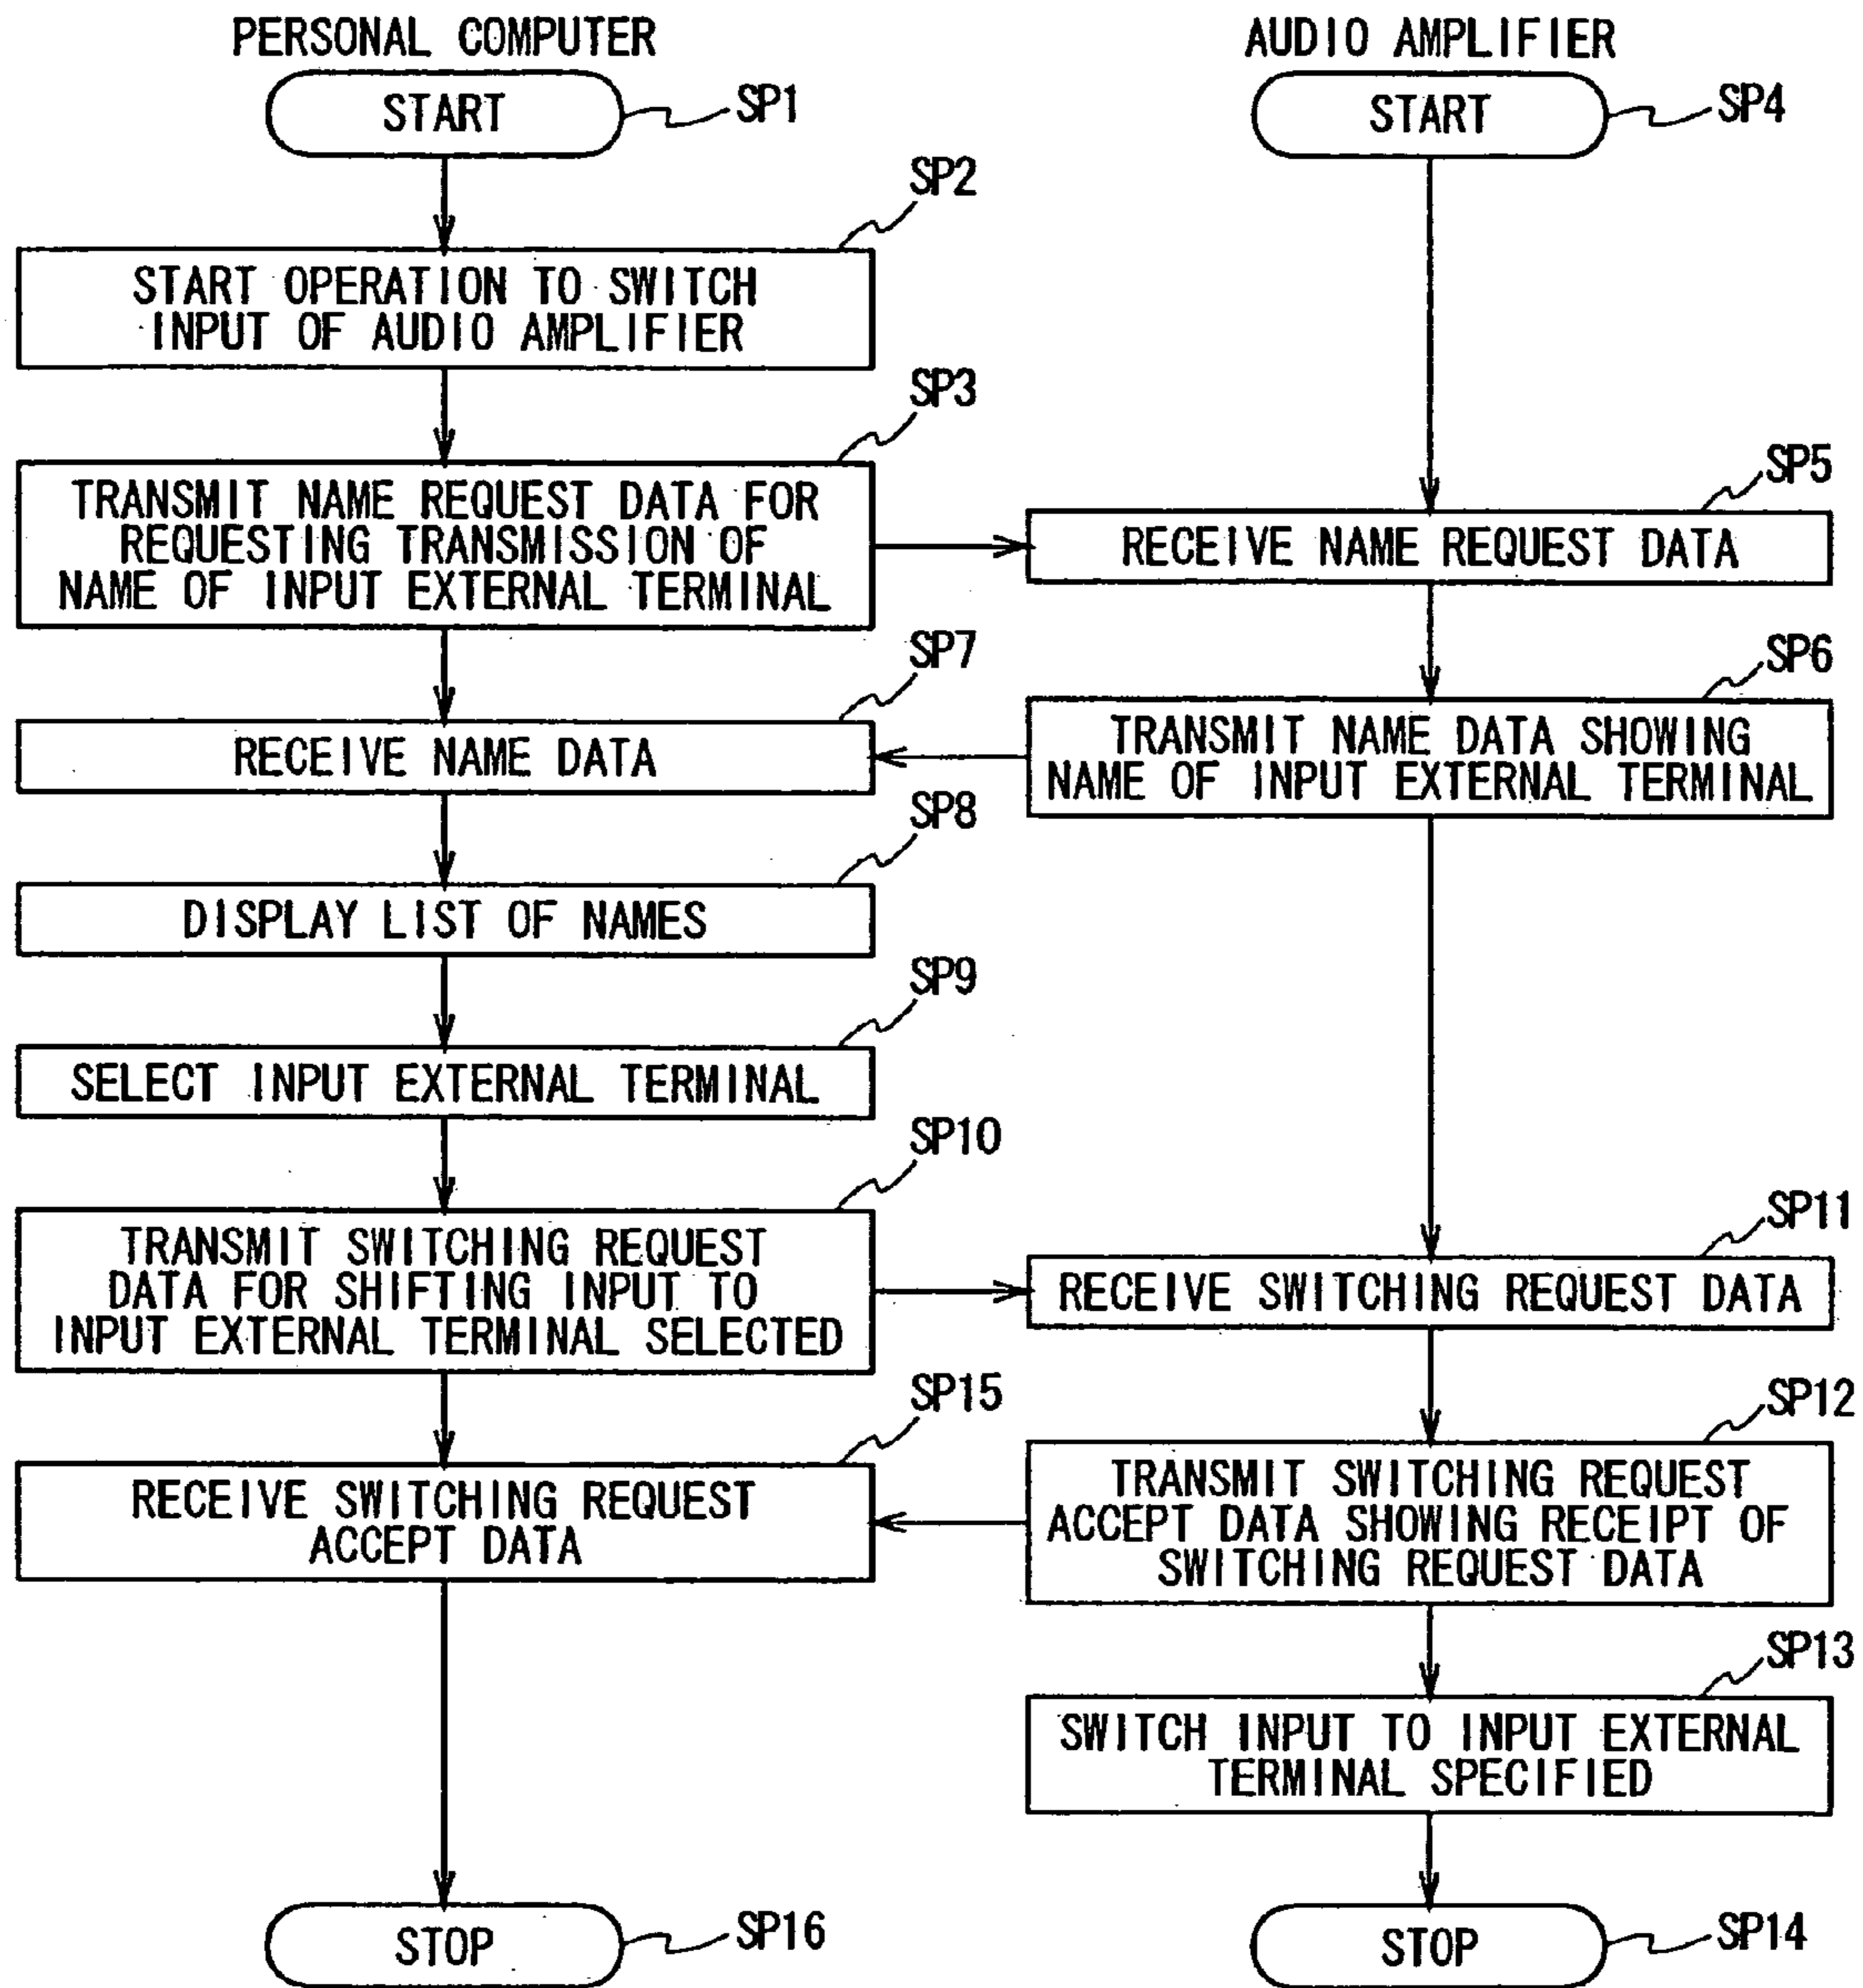 PERSONAL COMPUTER
START
SP1
SP2
START OPERATION TO SWITCH
INPUT OF AUDIO AMPLIFIER
SP3
TRANSMIT NAME REQUEST DATA FOR
REQUESTING TRANSMISSION OF
NAME OF INPUT EXTERNAL TERMINAL
SP7
RECEIVE NAME DATA
SP8
DISPLAY LIST OF NAMES
SP9
SELECT INPUT EXTERNAL TERMINAL
SP10
TRANSMIT SWITCHING REQUEST
DATA FOR SHIFTING INPUT TO
INPUT EXTERNAL TERMINAL SELECTED
SP15
RECEIVE SWITCHING REQUEST
ACCEPT DATA
STOP
SP16
AUDIO AMPLIFIER
START
SP4
SP5
RECEIVE NAME REQUEST DATA
SP6
TRANSMIT NAME DATA SHOWING
NAME OF INPUT EXTERNAL TERMINAL
SP11
RECEIVE SWITCHING REQUEST DATA
SP12
TRANSMIT SWITCHING REQUEST
ACCEPT DATA SHOWING RECEIPT OF
SWITCHING REQUEST DATA
SP13
SWITCH INPUT TO INPUT EXTERNAL
TERMINAL SPECIFIED
STOP
SP14